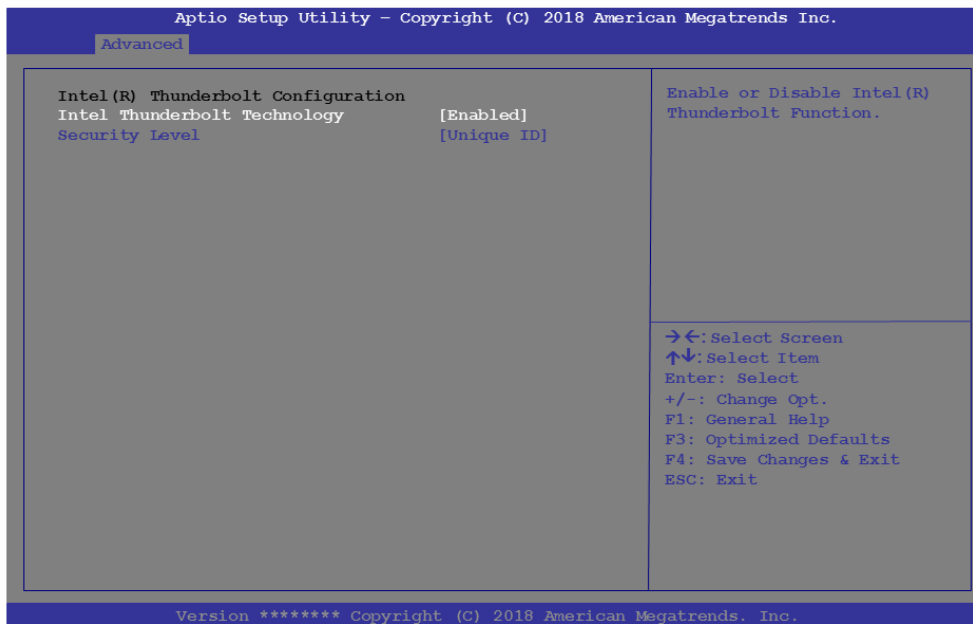 Aptio Setup Utility – Copyright (C) 2018 American Megatrends Inc.
Advanced
Intel(R) Thunderbolt Configuration
Intel Thunderbolt Technology [Enabled]
Security Level [Unique ID]
Enable or Disable Intel(R)
Thunderbolt Function.
→←: Select Screen
↑↓: Select Item
Enter: Select
+/-: Change Opt.
F1: General Help
F3: Optimized Defaults
F4: Save Changes & Exit
ESC: Exit
Version ******** Copyright (C) 2018 American Megatrends. Inc.